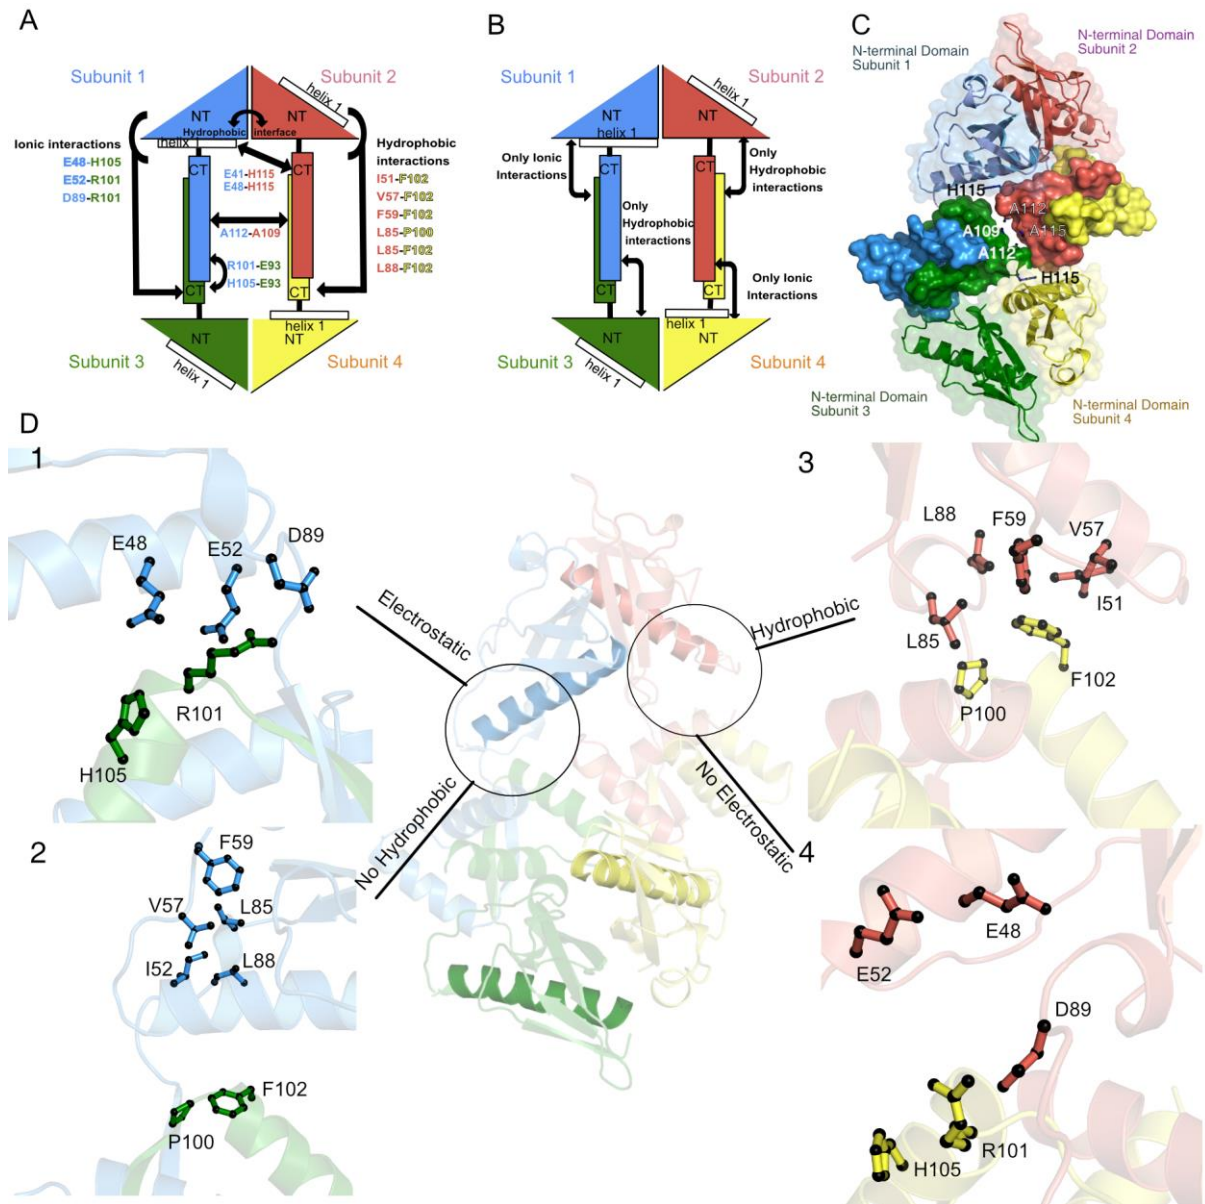 A
Subunit 1
Subunit 2
helix 1
NT
NT
Hydrophobic interface
helix 1
Ionic interactions
E48-H105
E52-R101
D89-R101
Hydrophobic
interactions
I51-F102
V57-F102
F59-F102
L85-P100
L85-F102
L88-F102
CT
CT
E41-H115
E48-H115
A112-A109
R101-E93
H105-E93
CT
CT
helix 1
NT
NT
Subunit 3
Subunit 4
helix 1
B
Subunit 1
Subunit 2
helix 1
NT
NT
helix 1
Only Ionic
Interactions
Only
Hydrophobic
interactions
CT
CT
Only
Hydrophobic
interactions
Only Ionic
Interactions
CT
CT
helix 1
NT
NT
Subunit 3
Subunit 4
helix 1
C
N-terminal Domain
Subunit 1
N-terminal Domain
Subunit 2
H115
A112
A109
A115
A112
H115
N-terminal Domain
Subunit 3
N-terminal Domain
Subunit 4
D
1
E48
E52
D89
R101
H105
2
F59
V57
L85
I52
L88
F102
P100
Electrostatic
No Hydrophobic
Hydrophobic
No Electrostatic
3
L88
F59
V57
I51
L85
F102
P100
4
E48
E52
D89
R101
H105